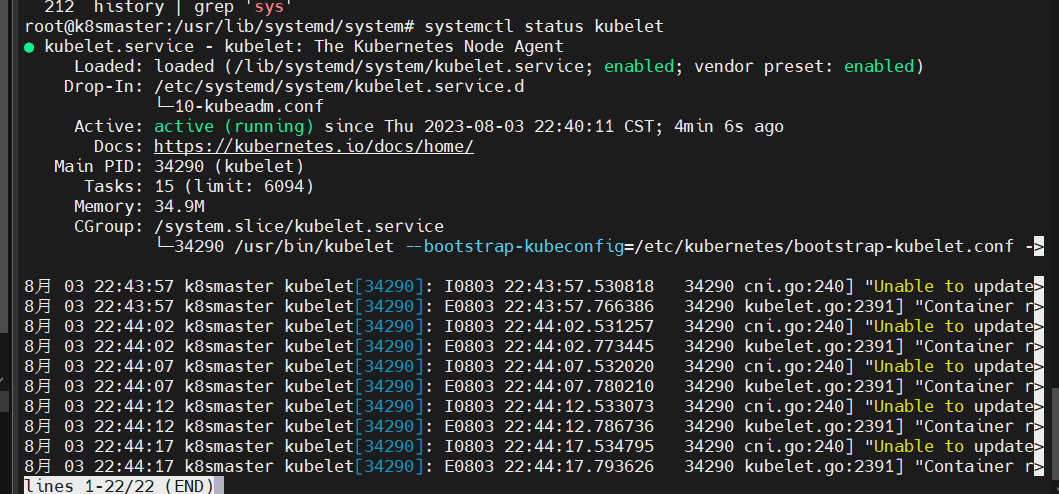 212  history | grep 'sys'
root@k8smaster:/usr/lib/systemd/system# systemctl status kubelet
● kubelet.service - kubelet: The Kubernetes Node Agent
     Loaded: loaded (/lib/systemd/system/kubelet.service; enabled; vendor preset: enabled)
    Drop-In: /etc/systemd/system/kubelet.service.d
             └─10-kubeadm.conf
     Active: active (running) since Thu 2023-08-03 22:40:11 CST; 4min 6s ago
       Docs: https://kubernetes.io/docs/home/
   Main PID: 34290 (kubelet)
      Tasks: 15 (limit: 6094)
     Memory: 34.9M
     CGroup: /system.slice/kubelet.service
             └─34290 /usr/bin/kubelet --bootstrap-kubeconfig=/etc/kubernetes/bootstrap-kubelet.conf ->
8月 03 22:43:57 k8smaster kubelet[34290]: I0803 22:43:57.530818   34290 cni.go:240] "Unable to update>
8月 03 22:43:57 k8smaster kubelet[34290]: E0803 22:43:57.766386   34290 kubelet.go:2391] "Container r>
8月 03 22:44:02 k8smaster kubelet[34290]: I0803 22:44:02.531257   34290 cni.go:240] "Unable to update>
8月 03 22:44:02 k8smaster kubelet[34290]: E0803 22:44:02.773445   34290 kubelet.go:2391] "Container r>
8月 03 22:44:07 k8smaster kubelet[34290]: I0803 22:44:07.532020   34290 cni.go:240] "Unable to update>
8月 03 22:44:07 k8smaster kubelet[34290]: E0803 22:44:07.780210   34290 kubelet.go:2391] "Container r>
8月 03 22:44:12 k8smaster kubelet[34290]: I0803 22:44:12.533073   34290 cni.go:240] "Unable to update>
8月 03 22:44:12 k8smaster kubelet[34290]: E0803 22:44:12.786736   34290 kubelet.go:2391] "Container r>
8月 03 22:44:17 k8smaster kubelet[34290]: I0803 22:44:17.534795   34290 cni.go:240] "Unable to update>
8月 03 22:44:17 k8smaster kubelet[34290]: E0803 22:44:17.793626   34290 kubelet.go:2391] "Container r>
lines 1-22/22 (END)